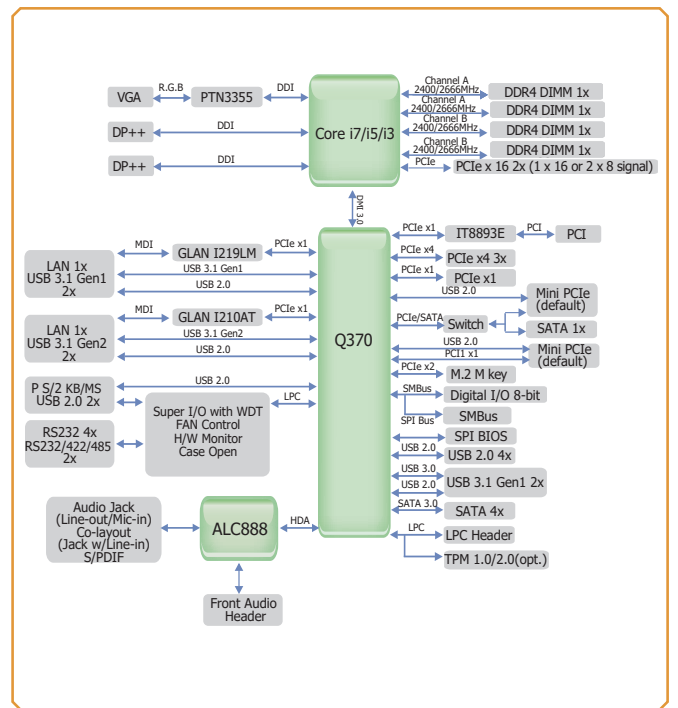 VGA
R.G.B
PTN3355
DDI
DP++
DDI
DP++
DDI
Core i7/i5/i3
Channel A
2400/2666MHz
DDR4 DIMM 1x
Channel A
2400/2666MHz
DDR4 DIMM 1x
Channel B
2400/2666MHz
DDR4 DIMM 1x
Channel B
2400/2666MHz
DDR4 DIMM 1x
PCIe
PCIe x 16 2x (1 x 16 or 2 x 8 signal)
DMI 3.0
Q370
LAN 1x
USB 3.1 Gen1
2x
MDI
GLAN I219LM
PCIe x1
USB 3.1 Gen1
USB 2.0
LAN 1x
USB 3.1 Gen2
2x
MDI
GLAN I210AT
PCIe x1
USB 3.1 Gen2
USB 2.0
P S/2 KB/MS
USB 2.0 2x
USB 2.0
RS232 4x
RS232/422/485
2x
Super I/O with WDT
FAN Control
H/W Monitor
Case Open
LPC
Audio Jack
(Line-out/Mic-in)
Co-layout
(Jack w/Line-in)
S/PDIF
ALC888
HDA
Front Audio
Header
PCIe x1
IT8893E
PCI
PCI
PCIe x4
PCIe x4 3x
PCIe x1
PCIe x1
USB 2.0
Mini PCIe
(default)
PCIe/SATA
Switch
SATA 1x
USB 2.0
PCI1 x1
Mini PCIe
(default)
PCIe x2
M.2 M key
SMBus
Digital I/O 8-bit
SPI Bus
SMBus
SPI BIOS
USB 2.0
USB 2.0 4x
USB 3.0
USB 2.0
USB 3.1 Gen1 2x
SATA 3.0
SATA 4x
LPC
LPC Header
TPM 1.0/2.0(opt.)